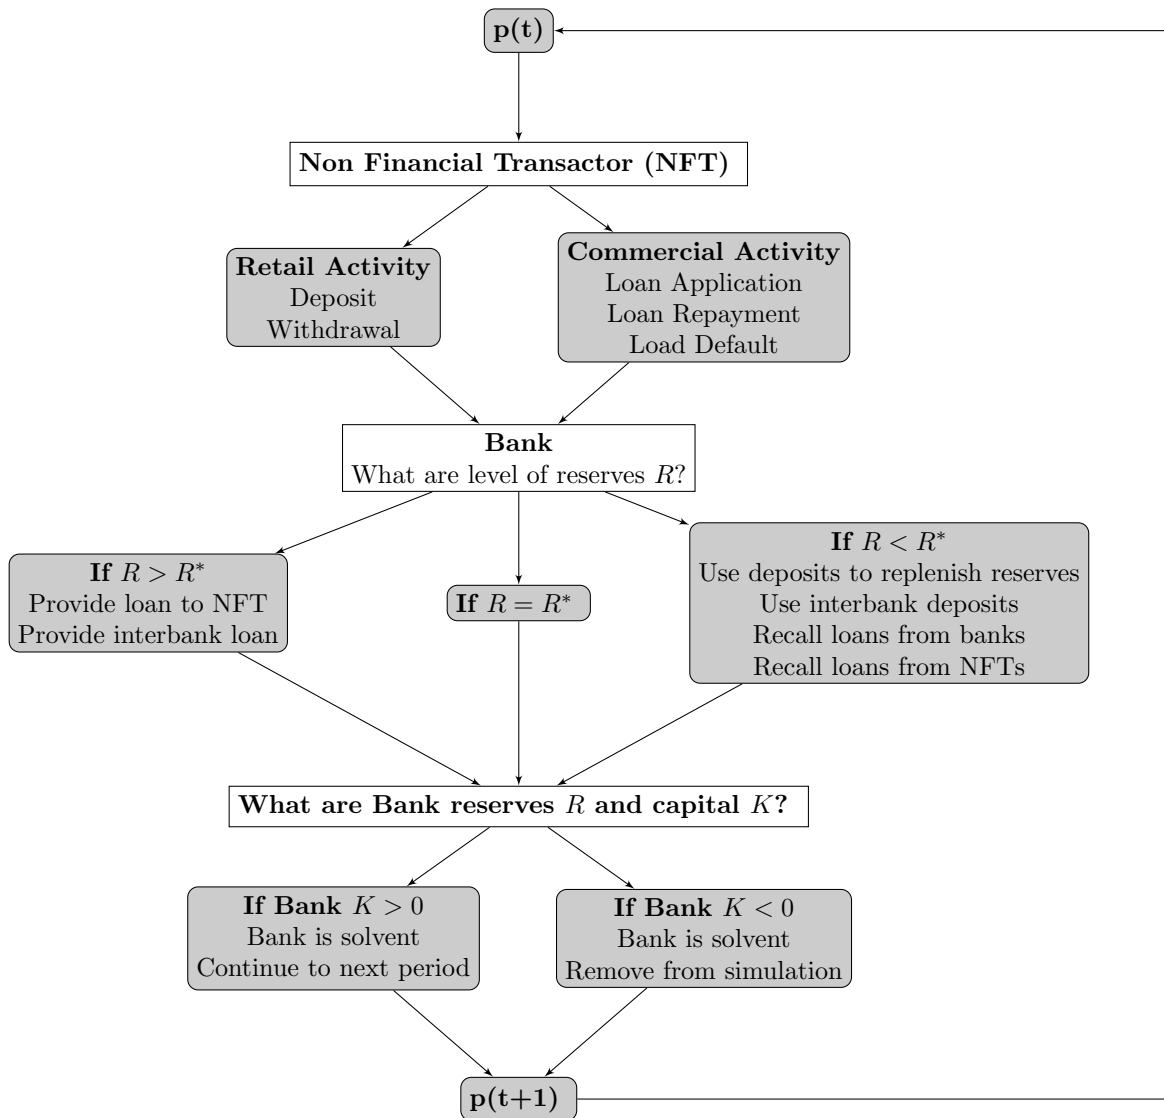 p(t)
Non Financial Transactor (NFT)
Retail Activity
Deposit
Withdrawal
Commercial Activity
Loan Application
Loan Repayment
Load Default
Bank
What are level of reserves R?
If R > R*
Provide loan to NFT
Provide interbank loan
If R = R*
If R < R*
Use deposits to replenish reserves
Use interbank deposits
Recall loans from banks
Recall loans from NFTs
What are Bank reserves R and capital K?
If Bank K > 0
Bank is solvent
Continue to next period
If Bank K < 0
Bank is solvent
Remove from simulation
p(t+1)